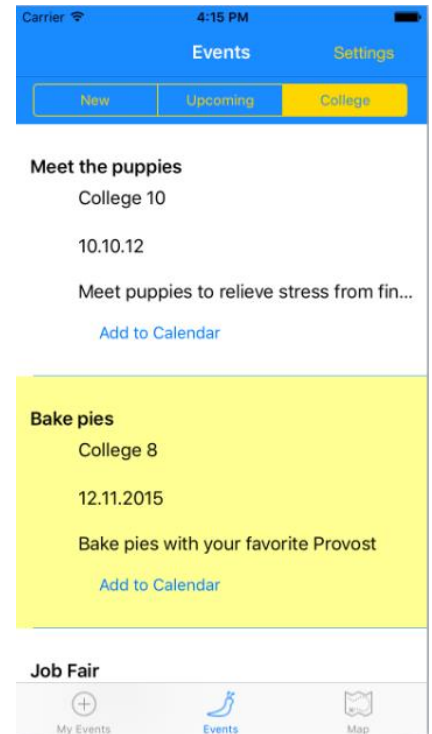 Carrier 4:15 PM
Events Settings
New Upcoming College
Meet the puppies
College 10
10.10.12
Meet puppies to relieve stress from fin...
Add to Calendar
Bake pies
College 8
12.11.2015
Bake pies with your favorite Provost
Add to Calendar
Job Fair
My Events Events Map